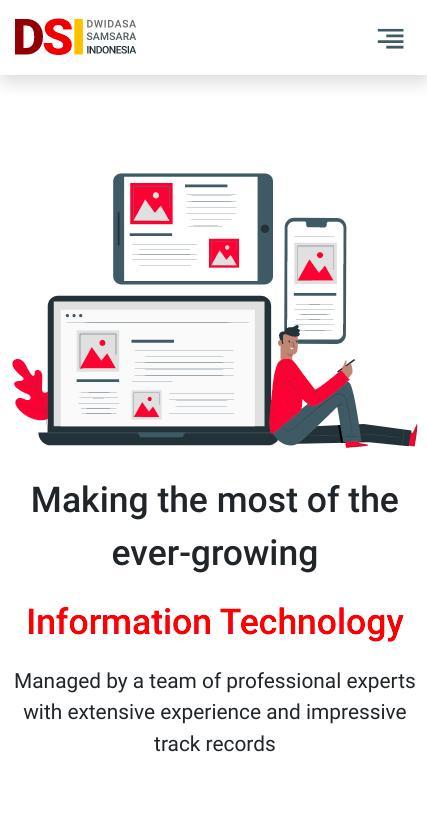 DSI
DWIDASA
SAMSARA
INDONESIA
Making the most of the
ever-growing
Information Technology
Managed by a team of professional experts
with extensive experience and impressive
track records